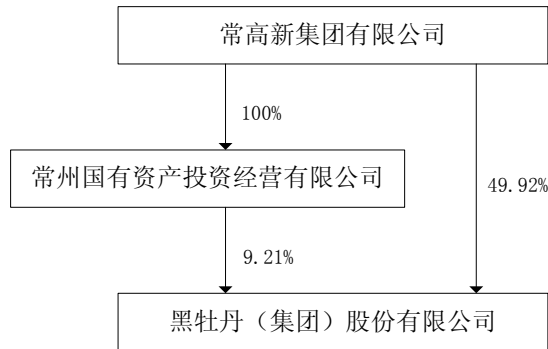 常高新集团有限公司
100%
常州国有资产投资经营有限公司
49.92%
9.21%
黑牡丹（集团）股份有限公司